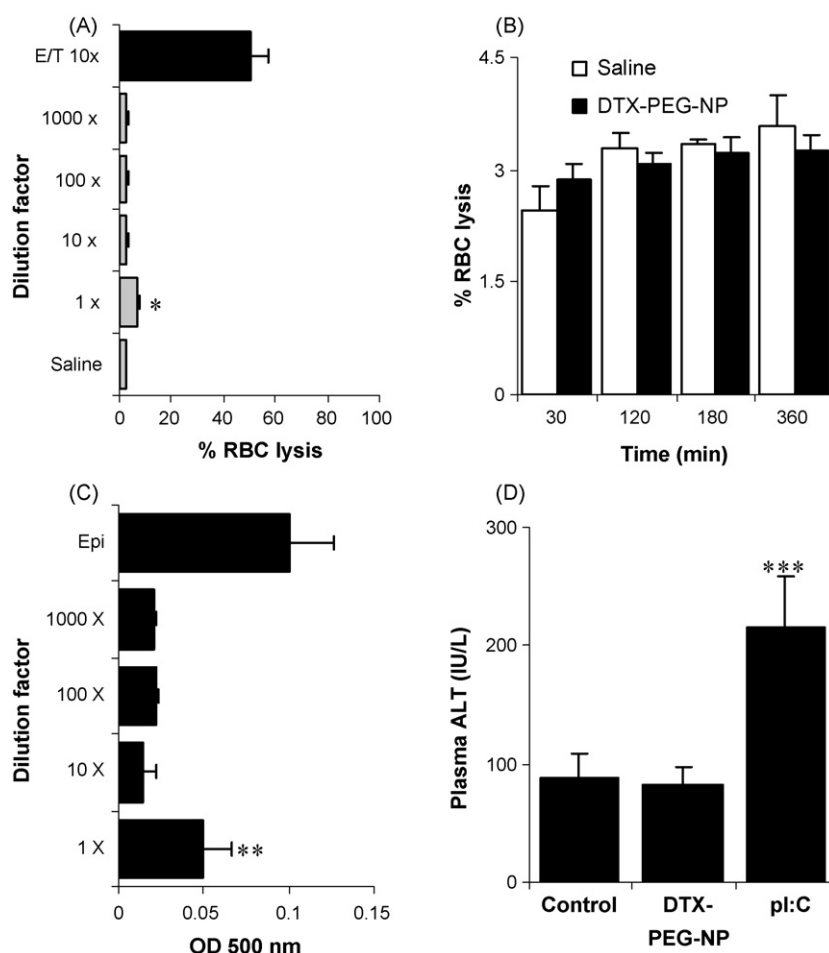 (A)
E/T 10x
1000 x
100 x
10 x
1 x
*
Saline
Dilution factor
0 20 40 60 80 100
% RBC lysis
(B)
4.5
3
1.5
0
% RBC lysis
Saline
DTX-PEG-NP
30 120 180 360
Time (min)
(C)
Epi
1000 X
100 X
10 X
1 X
**
Dilution factor
0 0.05 0.1 0.15
OD 500 nm
(D)
300
200
100
0
Plasma ALT (IU/L)
***
Control DTX- pI:C
PEG-NP